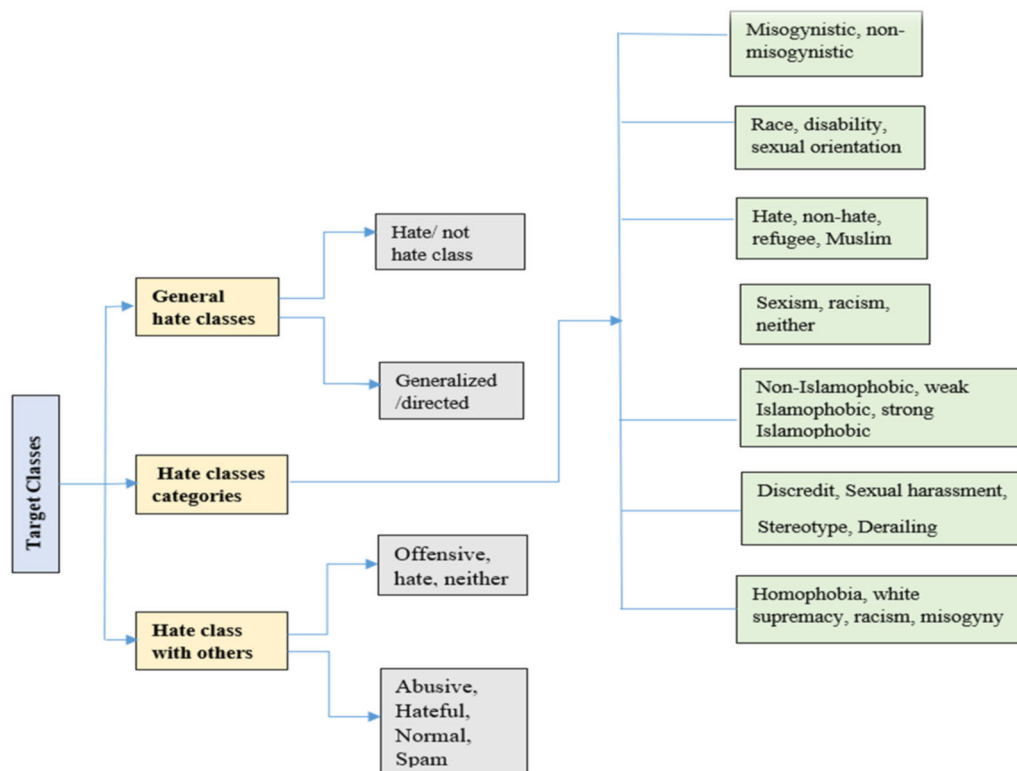 Target Classes
General
hate classes
Hate/ not
hate class
Generalized
/directed
Hate classes
categories
Misogynistic, non-
misogynistic
Race, disability,
sexual orientation
Hate, non-hate,
refugee, Muslim
Sexism, racism,
neither
Non-Islamophobic, weak
Islamophobic, strong
Islamophobic
Discredit, Sexual harassment,
Stereotype, Derailing
Homophobia, white
supremacy, racism, misogyny
Hate class
with others
Offensive,
hate, neither
Abusive,
Hateful,
Normal,
Spam